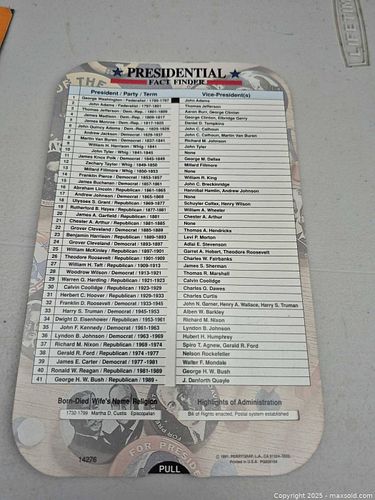 LIFETIME
PRESIDENTIAL
FACT FINDER
President / Party / Term Vice-President(s)
1 George Washington / Federalist / 1789-1797 John Adams
2 John Adams / Federalist / 1797-1801 Thomas Jefferson
3 Thomas Jefferson / Dem.-Rep. / 1801-1809 Aaron Burr, George Clinton
4 James Madison / Dem.-Rep. / 1809-1817 George Clinton, Elbridge Gerry
5 James Monroe / Dem.-Rep. / 1817-1825 Daniel D. Tompkins
6 John Quincy Adams / Dem.-Rep. / 1825-1829 John C. Calhoun
7 Andrew Jackson / Democrat / 1829-1837 John C. Calhoun, Martin Van Buren
8 Martin Van Buren / Democrat / 1837-1841 Richard M. Johnson
9 William H. Harrison / Whig / 1841 John Tyler
10 John Tyler / Whig / 1841-1845 None
11 James Knox Polk / Democrat / 1845-1849 George M. Dallas
12 Zachary Taylor / Whig / 1849-1850 Millard Fillmore
13 Millard Fillmore / Whig / 1850-1853 None
14 Franklin Pierce / Democrat / 1853-1857 William R. King
15 James Buchanan / Democrat / 1857-1861 John C. Breckinridge
16 Abraham Lincoln / Republican / 1861-1865 Hannibal Hamlin, Andrew Johnson
17 Andrew Johnson / Democrat / 1865-1869 None
18 Ulysses S. Grant / Republican / 1869-1877 Schuyler Colfax, Henry Wilson
19 Rutherford B. Hayes / Republican / 1877-1881 William A. Wheeler
20 James A. Garfield / Republican / 1881 Chester A. Arthur
21 Chester A. Arthur / Republican / 1881-1885 None
22 Grover Cleveland / Democrat / 1885-1889 Thomas A. Hendricks
23 Benjamin Harrison / Republican / 1889-1893 Levi P. Morton
24 Grover Cleveland / Democrat / 1893-1897 Adlai E. Stevenson
25 William McKinley / Republican / 1897-1901 Garret A. Hobart, Theodore Roosevelt
26 Theodore Roosevelt / Republican / 1901-1909 Charles W. Fairbanks
27 William H. Taft / Republican / 1909-1913 James S. Sherman
28 Woodrow Wilson / Democrat / 1913-1921 Thomas R. Marshall
29 Warren G. Harding / Republican / 1921-1923 Calvin Coolidge
30 Calvin Coolidge / Republican / 1923-1929 Charles G. Dawes
31 Herbert C. Hoover / Republican / 1929-1933 Charles Curtis
32 Franklin D. Roosevelt / Democrat / 1933-1945 John N. Garner, Henry A. Wallace, Harry S. Truman
33 Harry S. Truman / Democrat / 1945-1953 Alben W. Barkley
34 Dwight D. Eisenhower / Republican / 1953-1961 Richard M. Nixon
35 John F. Kennedy / Democrat / 1961-1963 Lyndon B. Johnson
36 Lyndon B. Johnson / Democrat / 1963-1969 Hubert H. Humphrey
37 Richard M. Nixon / Republican / 1969-1974 Spiro T. Agnew, Gerald R. Ford
38 Gerald R. Ford / Republican / 1974-1977 Nelson Rockefeller
39 James E. Carter / Democrat / 1977-1981 Walter F. Mondale
40 Ronald W. Reagan / Republican / 1981-1989 George H. W. Bush
41 George H. W. Bush / Republican / 1989- J. Danforth Quayle
Born-Died Wife's Name Religion Highlights of Administration
1732 1799 Martha D. Custis Episcopalian Bill of Rights enacted, Postal system established
FOR PRESIDENT
14276
PULL
Copyright 2025 - maxsold.com